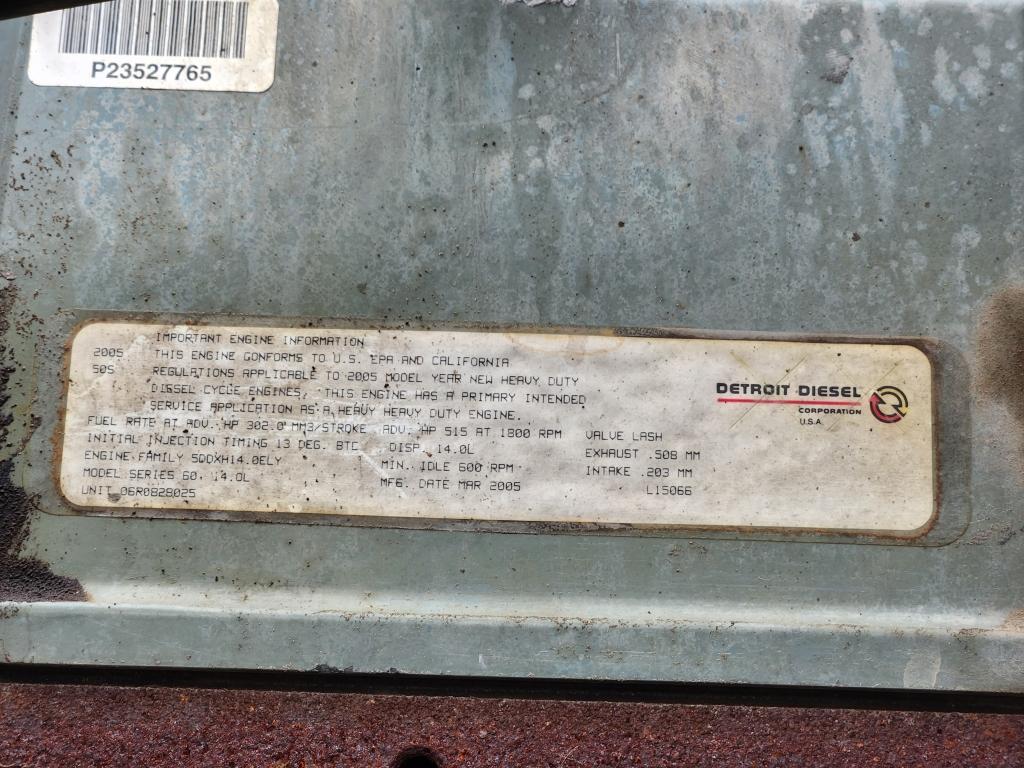 P23527765
IMPORTANT ENGINE INFORMATION
2005 THIS ENGINE CONFORMS TO U.S. EPA AND CALIFORNIA
50S REGULATIONS APPLICABLE TO 2005 MODEL YEAR NEW HEAVY DUTY
DIESEL CYCLE ENGINES. THIS ENGINE HAS A PRIMARY INTENDED
SERVICE APPLICATION AS A HEAVY HEAVY DUTY ENGINE.
FUEL RATE AT ADV. HP 302.0 MM3/STROKE ADV. HP 515 AT 1800 RPM VALVE LASH
INITIAL INJECTION TIMING 13 DEG. BTC DISP. 14.0L EXHAUST .508 MM
ENGINE FAMILY 5DDXH14.0ELY MIN. IDLE 600 RPM INTAKE .203 MM
MODEL SERIES 60, 14.0L MFG. DATE MAR 2005 L15066
UNIT 06R0828025
DETROIT DIESEL
CORPORATION
U.S.A.